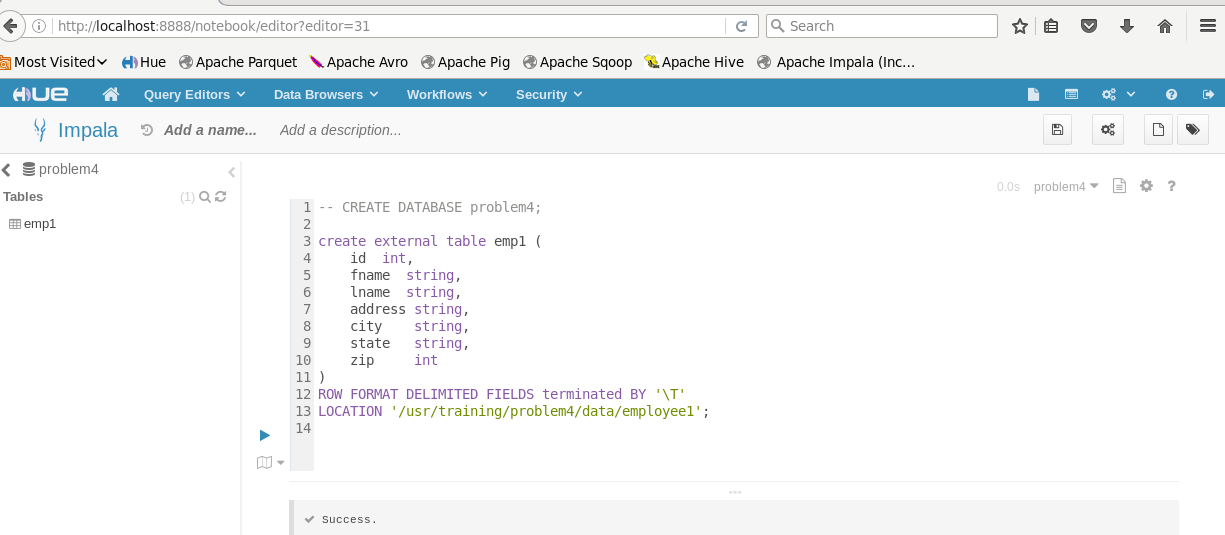 http://localhost:8888/notebook/editor?editor=31
Search
Most Visited Hue Apache Parquet Apache Avro Apache Pig Apache Sqoop Apache Hive Apache Impala (Inc…
HUE Query Editors Data Browsers Workflows Security
Impala Add a name... Add a description...
problem4
Tables (1)
emp1
0.0s problem4 ?
1 -- CREATE DATABASE problem4;
2
3 create external table emp1 (
4     id  int,
5     fname  string,
6     lname  string,
7     address string,
8     city    string,
9     state   string,
10     zip     int
11 )
12 ROW FORMAT DELIMITED FIELDS terminated BY '\T'
13 LOCATION '/usr/training/problem4/data/employee1';
14
Success.